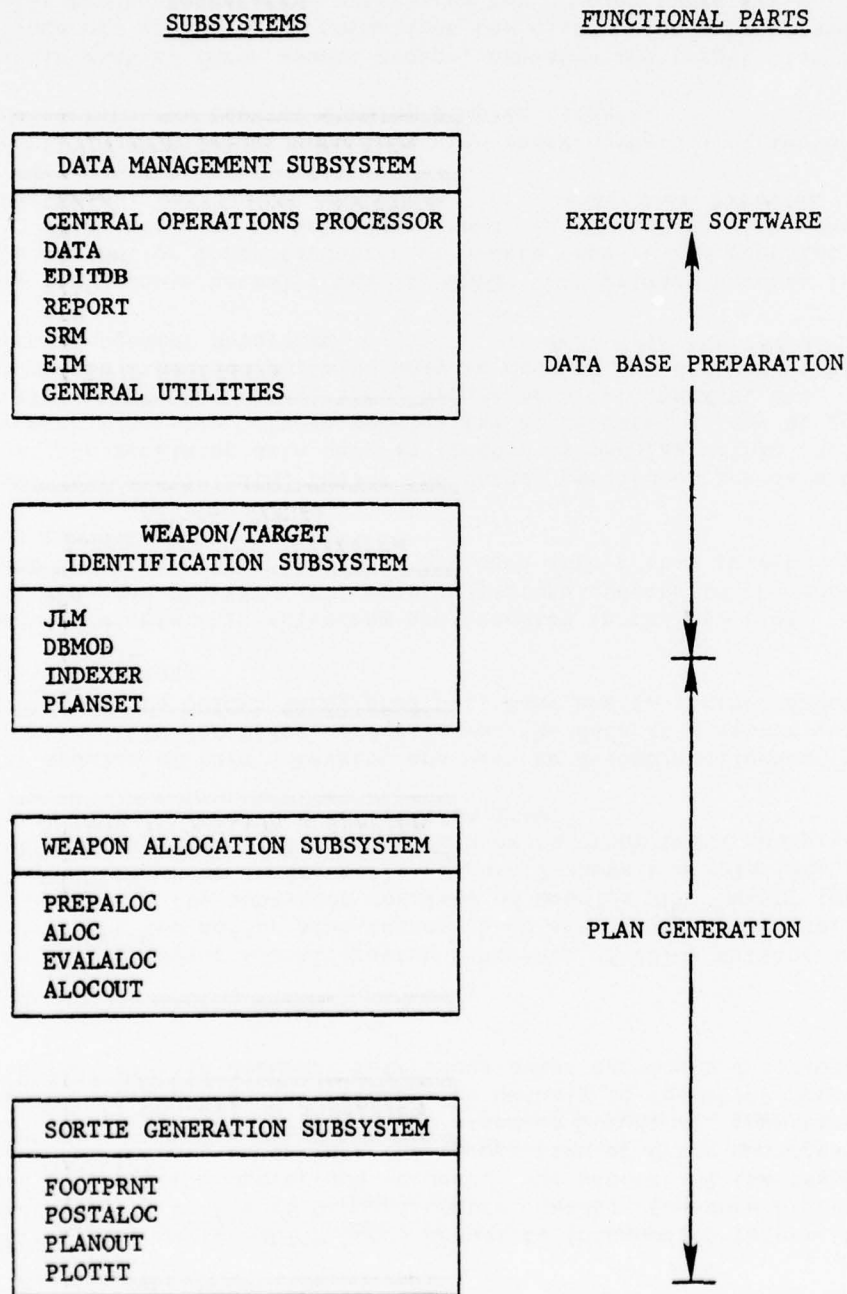 SUBSYSTEMS
FUNCTIONAL PARTS
DATA MANAGEMENT SUBSYSTEM
CENTRAL OPERATIONS PROCESSOR
DATA
EDITDB
REPORT
SRM
EIM
GENERAL UTILITIES
EXECUTIVE SOFTWARE
DATA BASE PREPARATION
WEAPON/TARGET
IDENTIFICATION SUBSYSTEM
JLM
DBMOD
INDEXER
PLANSET
WEAPON ALLOCATION SUBSYSTEM
PREPALOC
ALOC
EVALALOC
ALOCOUT
PLAN GENERATION
SORTIE GENERATION SUBSYSTEM
FOOTPRNT
POSTALOC
PLANOUT
PLOTIT